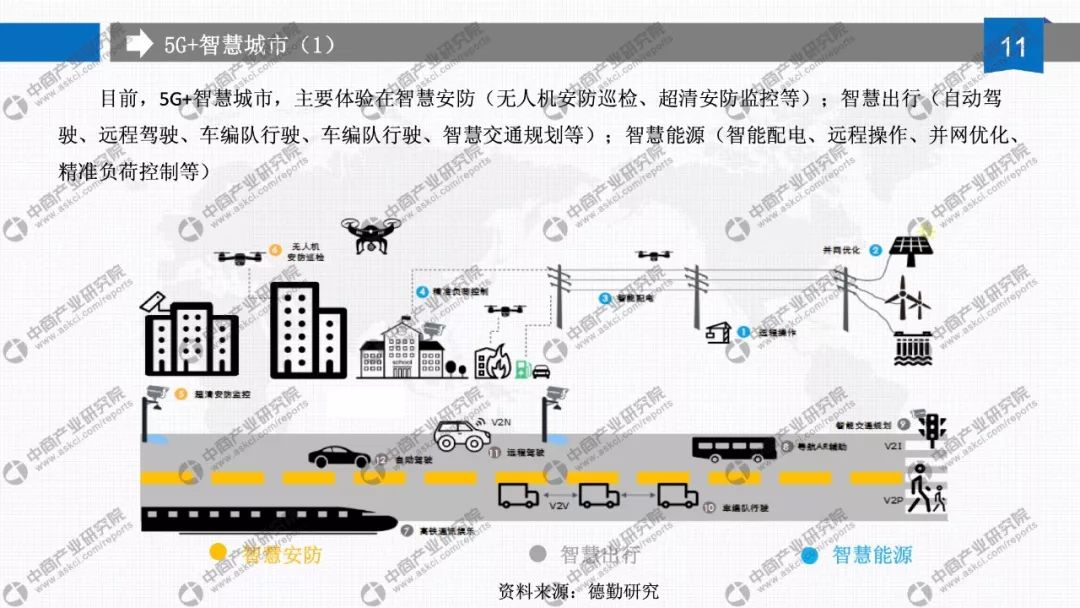 5G+智慧城市（1）
11
目前，5G+智慧城市，主要体验在智慧安防（无人机安防巡检、超清安防监控等）；智慧出行（自动驾
驶、远程驾驶、车编队行驶、车编队行驶、智慧交通规划等）；智慧能源（智能配电、远程操作、并网优化、
精准负荷控制等）
6 无人机
安防巡检
并网优化 2
4 精准负荷控制
3 智能配电
1 远程操作
school
5 超清安防监控
V2N
智能交通规划 9
12 自动驾驶
11 远程驾驶
8 导航AR辅助
V2I
V2V
10 车编队行驶
V2P
7 高铁通讯娱乐
智慧安防
智慧出行
智慧能源
资料来源：德勤研究
中商产业研究院
www.askci.com/reports